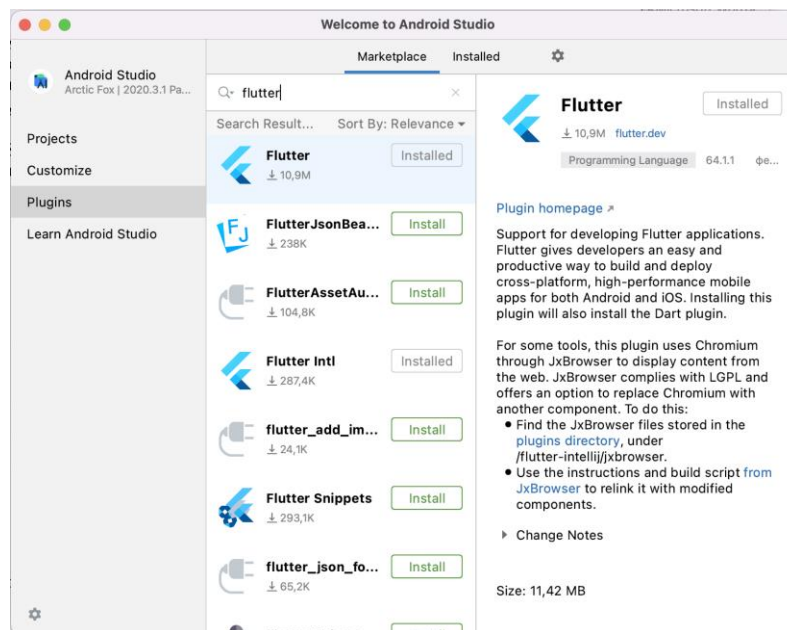 Welcome to Android Studio
Android Studio
Arctic Fox | 2020.3.1 Pa...
Projects
Customize
Plugins
Learn Android Studio
Marketplace Installed
flutter
Search Result... Sort By: Relevance
Flutter Installed
10,9M
FlutterJsonBea... Install
238K
FlutterAssetAu... Install
104,8K
Flutter Intl Installed
287,4K
flutter_add_im... Install
24,1K
Flutter Snippets Install
293,1K
flutter_json_fo... Install
65,2K
Flutter Installed
10,9M flutter.dev
Programming Language 64.1.1 фе...
Plugin homepage
Support for developing Flutter applications.
Flutter gives developers an easy and
productive way to build and deploy
cross-platform, high-performance mobile
apps for both Android and iOS. Installing this
plugin will also install the Dart plugin.
For some tools, this plugin uses Chromium
through JxBrowser to display content from
the web. JxBrowser complies with LGPL and
offers an option to replace Chromium with
another component. To do this:
• Find the JxBrowser files stored in the
plugins directory, under
/flutter-intellij/jxbrowser.
• Use the instructions and build script from
JxBrowser to relink it with modified
components.
Change Notes
Size: 11,42 MB